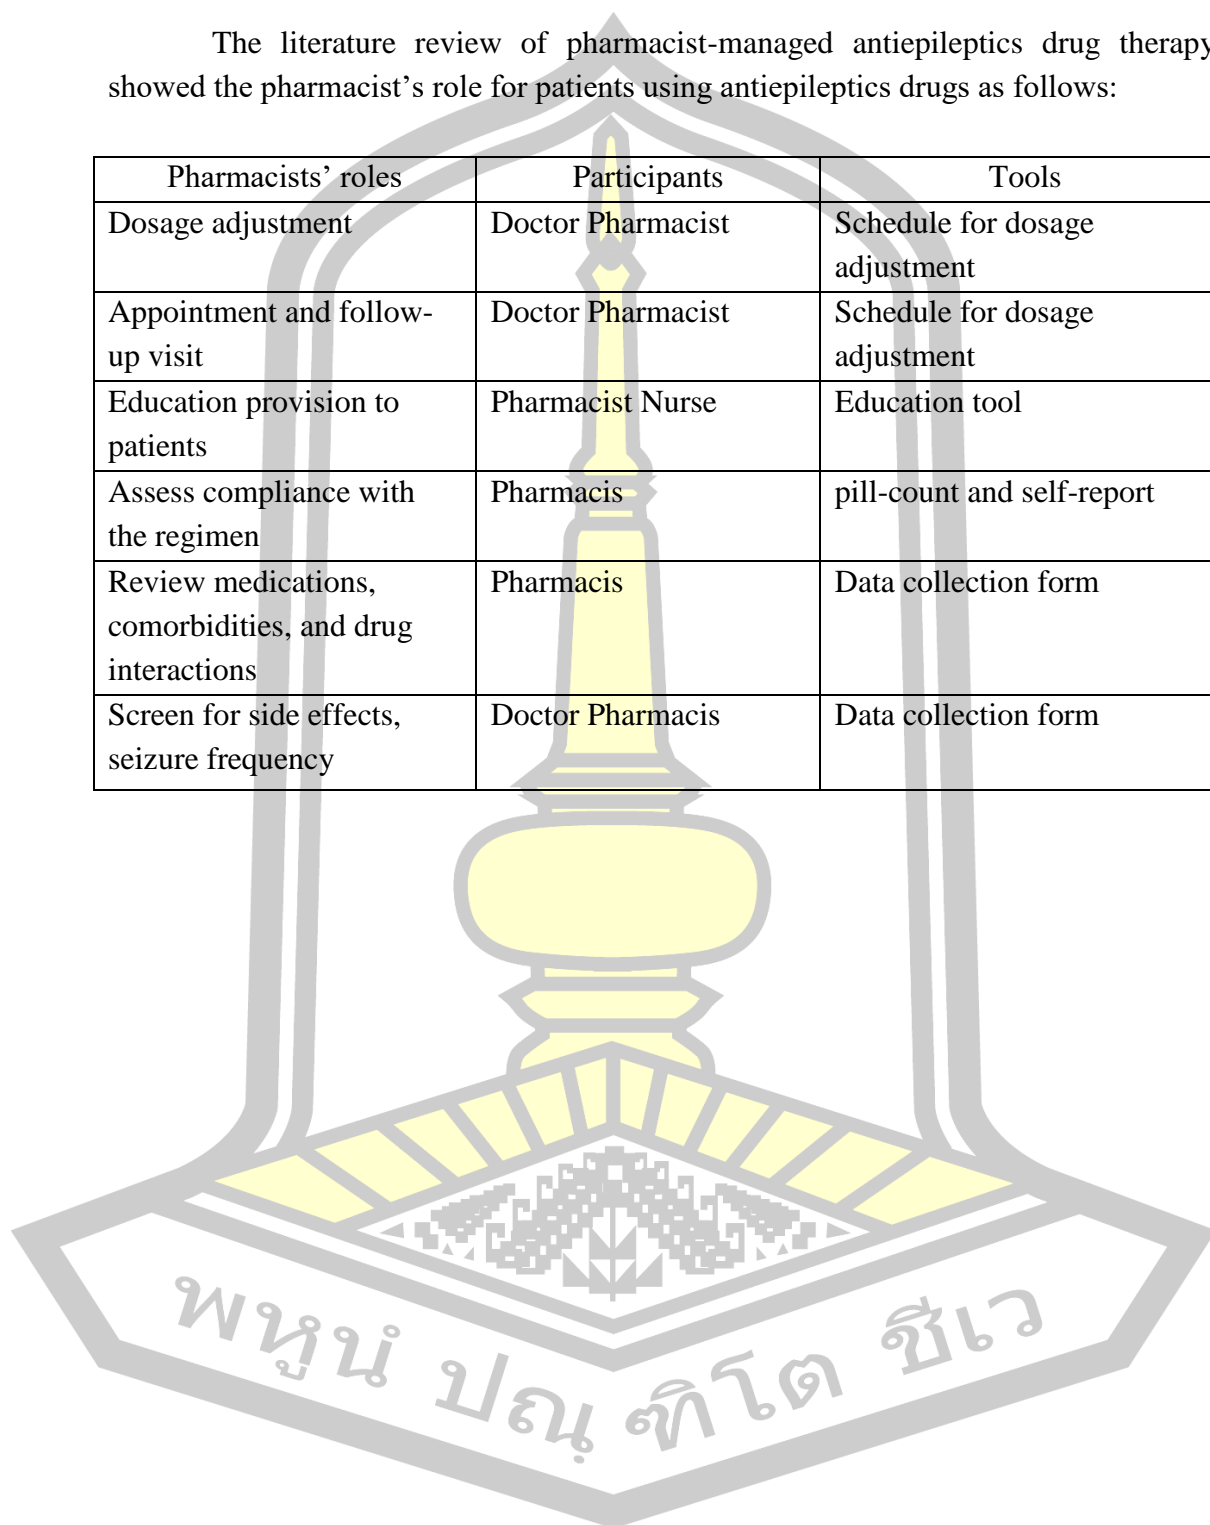 The literature review of pharmacist-managed antiepileptics drug therapy
showed the pharmacist's role for patients using antiepileptics drugs as follows:
Pharmacists' roles Participants Tools
Dosage adjustment Doctor Pharmacist Schedule for dosage
adjustment
Appointment and follow- Doctor Pharmacist Schedule for dosage
up visit adjustment
Education provision to Pharmacist Nurse Education tool
patients
Assess compliance with Pharmacis pill-count and self-report
the regimen
Review medications, Pharmacis Data collection form
comorbidities, and drug
interactions
Screen for side effects, Doctor Pharmacis Data collection form
seizure frequency
พหูนํ ปณฺฑิโต ชีเว